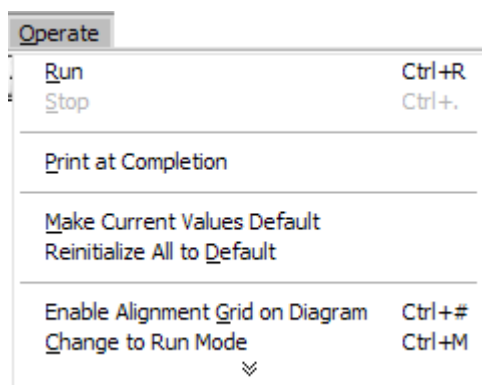 Operate
Run Ctrl+R
Stop Ctrl+.
Print at Completion
Make Current Values Default
Reinitialize All to Default
Enable Alignment Grid on Diagram Ctrl+#
Change to Run Mode Ctrl+M